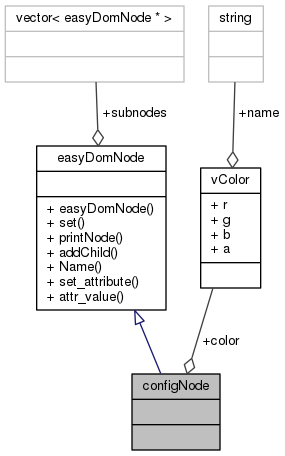 vector< easyDomNode * >
string
+subnodes
+name
easyDomNode
+ easyDomNode()
+ set()
+ printNode()
+ addChild()
+ Name()
+ set_attribute()
+ attr_value()
vColor
+ r
+ g
+ b
+ a
+color
configNode